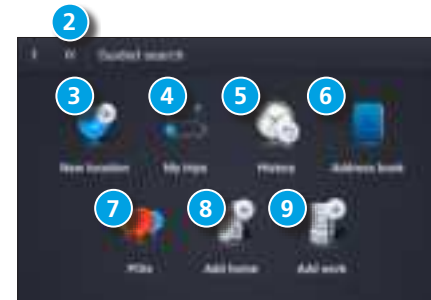 2
Guided search
3 4 5 6
New location My trips History Address book
7 8 9
POIs Add home Add work